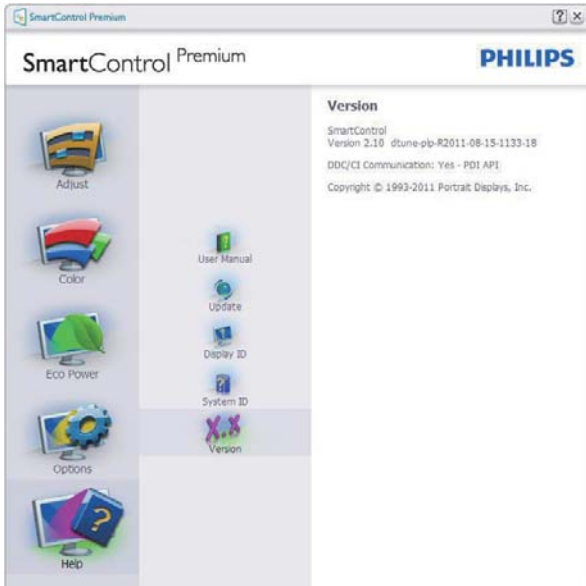 SmartControl Premium
SmartControl Premium
PHILIPS
Adjust
Color
Eco Power
Options
Help
User Manual
Update
Display ID
System ID
X.X
Version
Version
SmartControl
Version 2.10 dtune-plp-R2011-08-15-1133-18
DDC/CI Communication: Yes - PDI API
Copyright © 1993-2011 Portrait Displays, Inc.